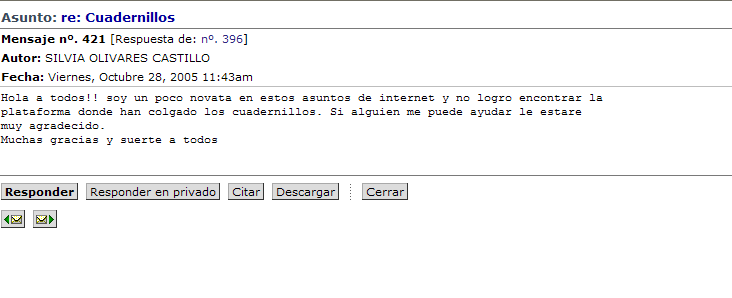 Asunto: re: Cuadernillos
Mensaje nº. 421 [Respuesta de: nº. 396]
Autor: SILVIA OLIVARES CASTILLO
Fecha: Viernes, Octubre 28, 2005 11:43am
Hola a todos!! soy un poco novata en estos asuntos de internet y no logro encontrar la
plataforma donde han colgado los cuadernillos. Si alguien me puede ayudar le estare
muy agradecido.
Muchas gracias y suerte a todos
Responder Responder en privado Citar Descargar Cerrar